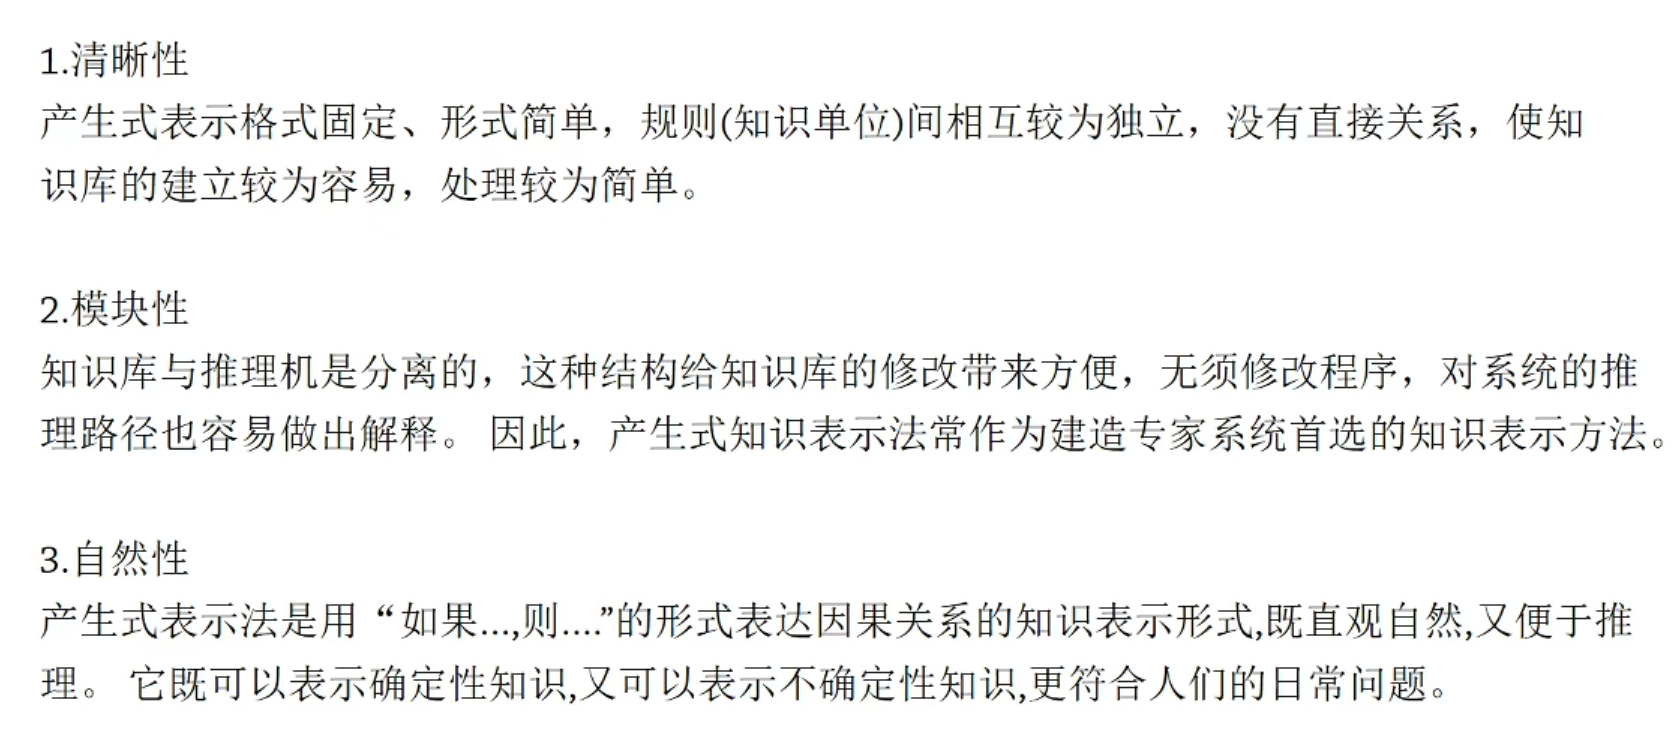 1.清晰性
产生式表示格式固定、形式简单，规则(知识单位)间相互较为独立，没有直接关系，使知
识库的建立较为容易，处理较为简单。
2.模块性
知识库与推理机是分离的，这种结构给知识库的修改带来方便，无须修改程序，对系统的推
理路径也容易做出解释。 因此，产生式知识表示法常作为建造专家系统首选的知识表示方法。
3.自然性
产生式表示法是用“如果...,则....”的形式表达因果关系的知识表示形式,既直观自然,又便于推
理。 它既可以表示确定性知识,又可以表示不确定性知识,更符合人们的日常问题。